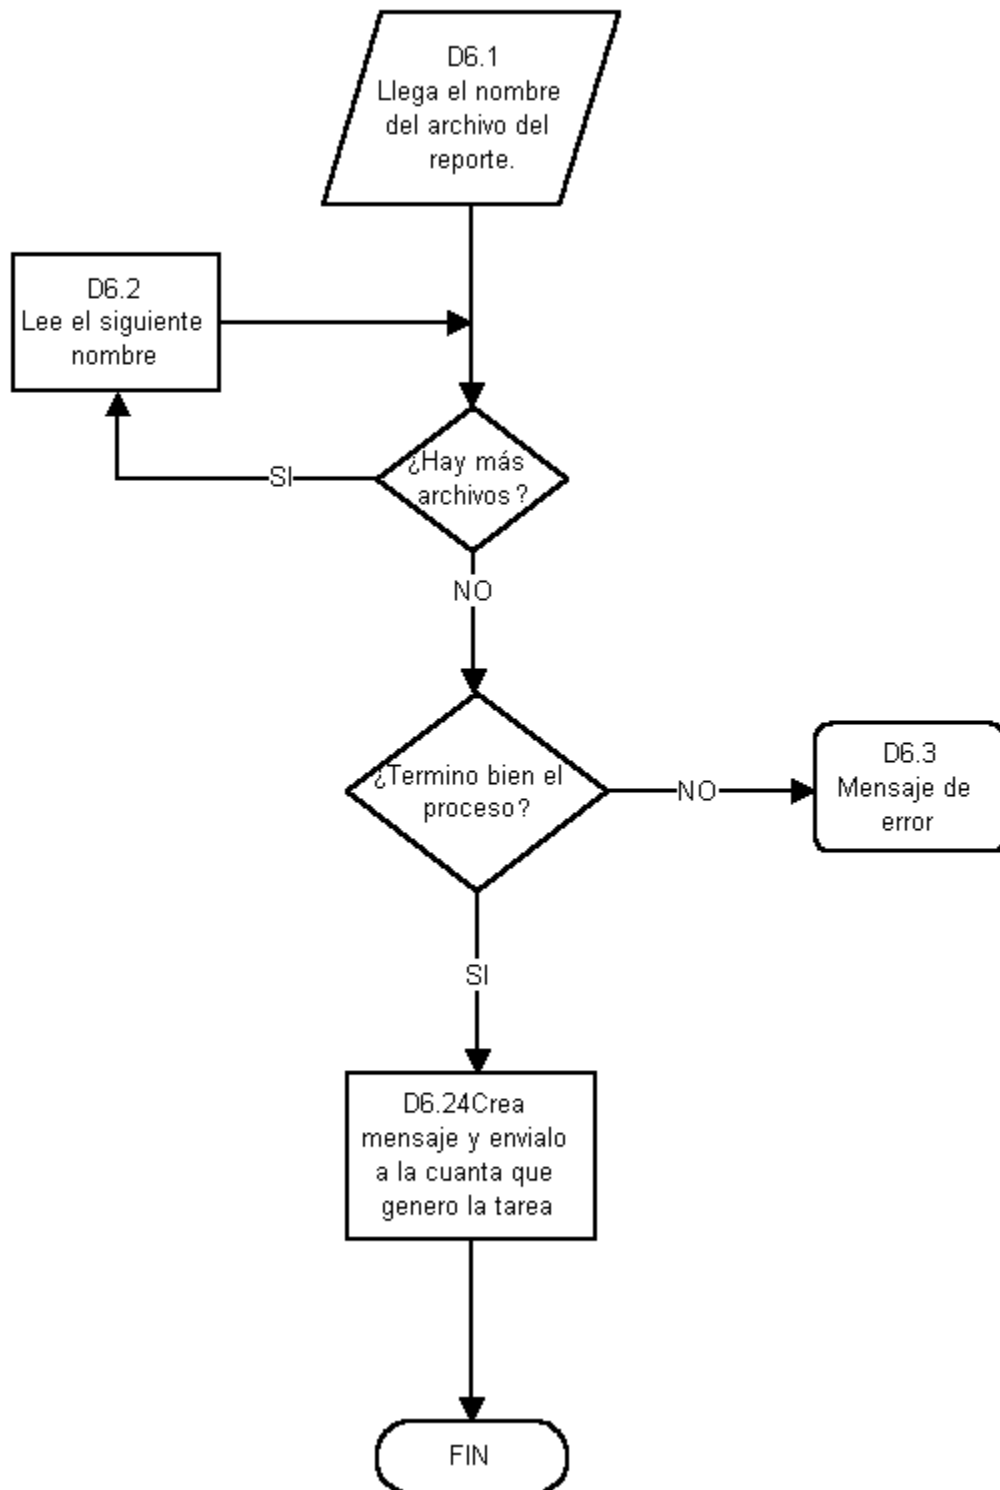 D6.1
Llega el nombre
del archivo del
reporte.
D6.2
Lee el siguiente
nombre
¿Hay más
archivos?
SI
NO
¿Termino bien el
proceso?
NO
D6.3
Mensaje de
error
SI
D6.24Crea
mensaje y envialo
a la cuanta que
genero la tarea
FIN